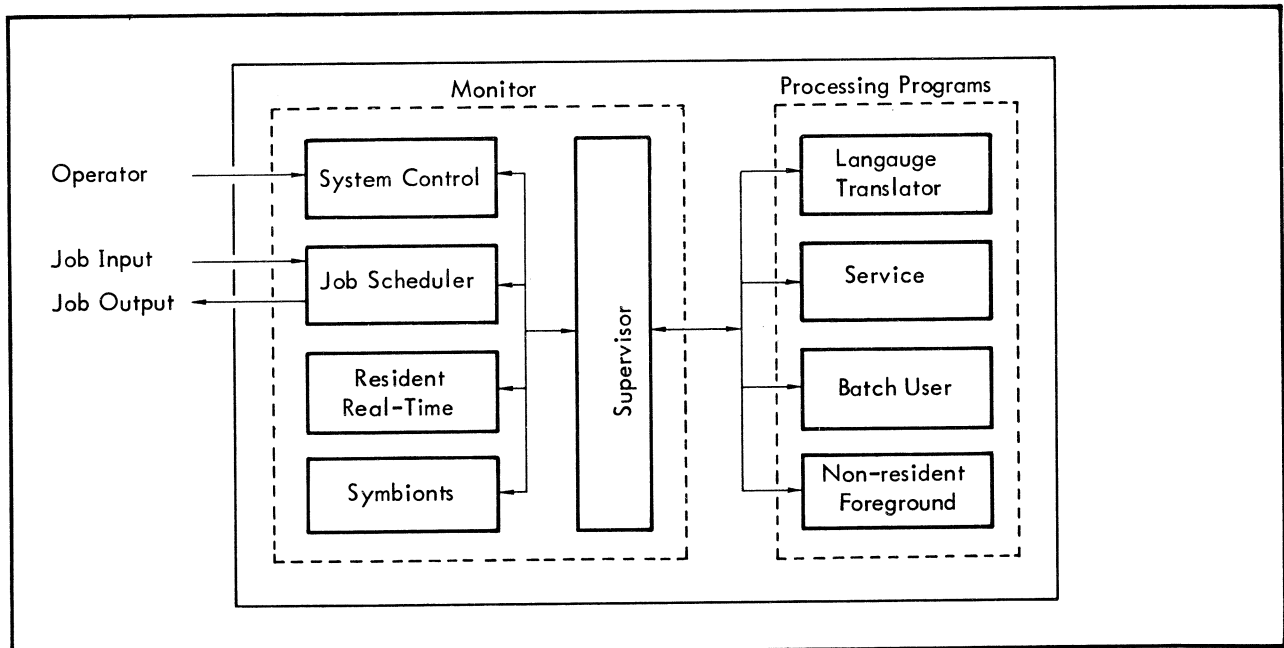 Monitor
Processing Programs
Operator
System Control
Job Input
Job Output
Job Scheduler
Resident
Real-Time
Symbionts
Supervisor
Langauge
Translator
Service
Batch User
Non-resident
Foreground